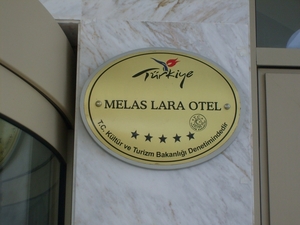 Türkiye
MELAS LARA OTEL
T.C. Kültür ve Turizm Bakanlığı Denetimindedir